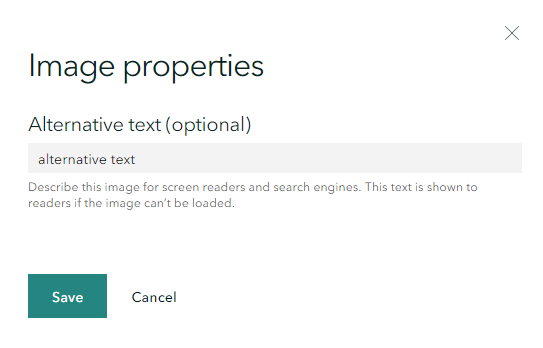 Image properties
Alternative text (optional)
alternative text
Describe this image for screen readers and search engines. This text is shown to
readers if the image can’t be loaded.
Save Cancel